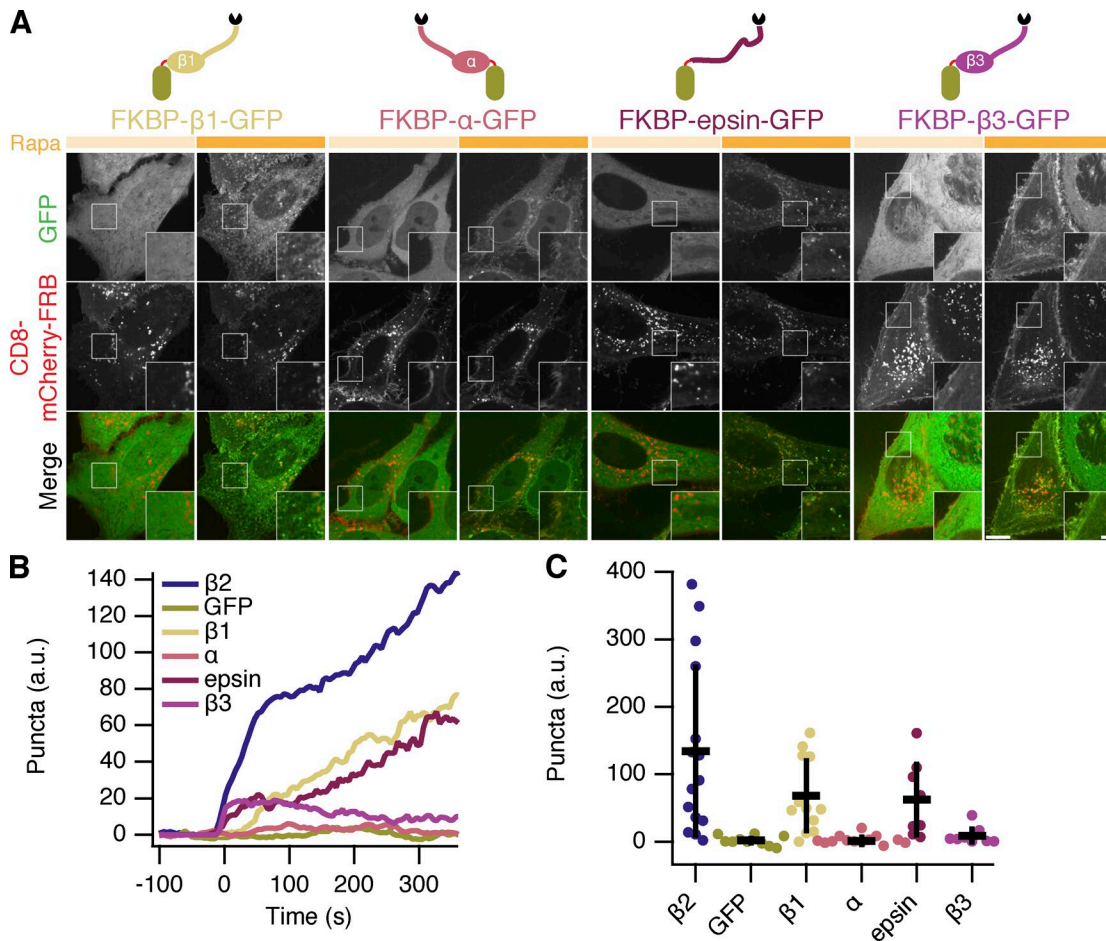 A
β1
α
β3
FKBP-β1-GFP
FKBP-α-GFP
FKBP-epsin-GFP
FKBP-β3-GFP
Rapa
GFP
CD8-
mCherry-FRB
Merge
B
Puncta (a.u.)
140
120
100
80
60
40
20
0
β2
GFP
β1
α
epsin
β3
-100
0
100
200
300
Time (s)
C
Puncta (a.u.)
400
300
200
100
0
β2
GFP
β1
α
epsin
β3